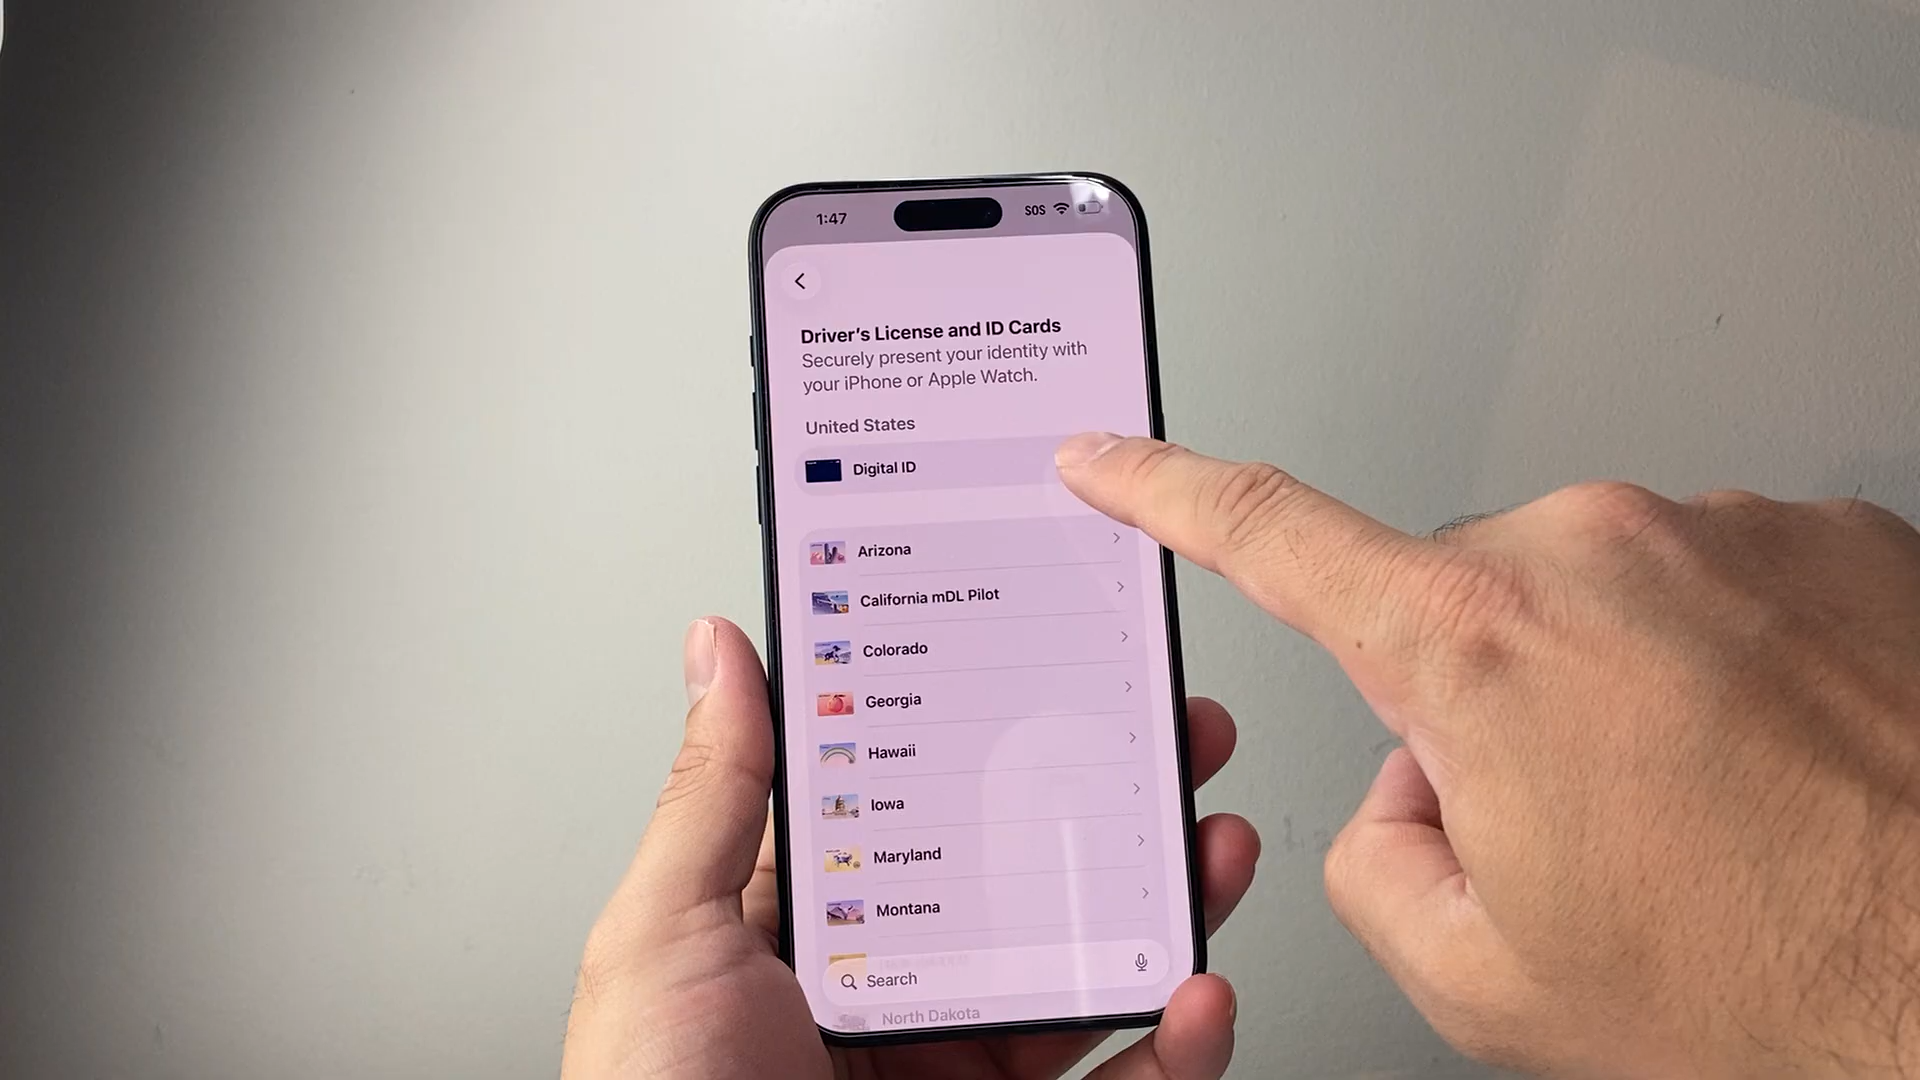 1:47
SOS
Driver's License and ID Cards
Securely present your identity with
your iPhone or Apple Watch.
United States
Digital ID
Arizona
California mDL Pilot
Colorado
Georgia
Hawaii
Iowa
Maryland
Montana
Search
North Dakota